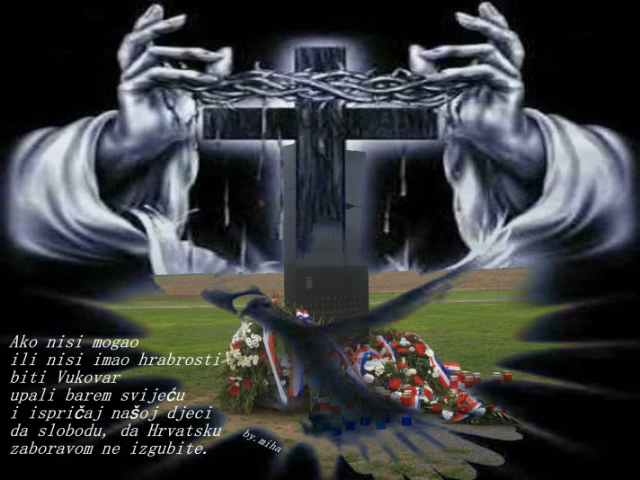 Ako nisi mogao
ili nisi imao hrabrosti
biti Vukovar
upali barem svijeću
i ispričaj našoj djeci
da slobodu, da Hrvatsku
zaboravom ne izgubite.
by.miha